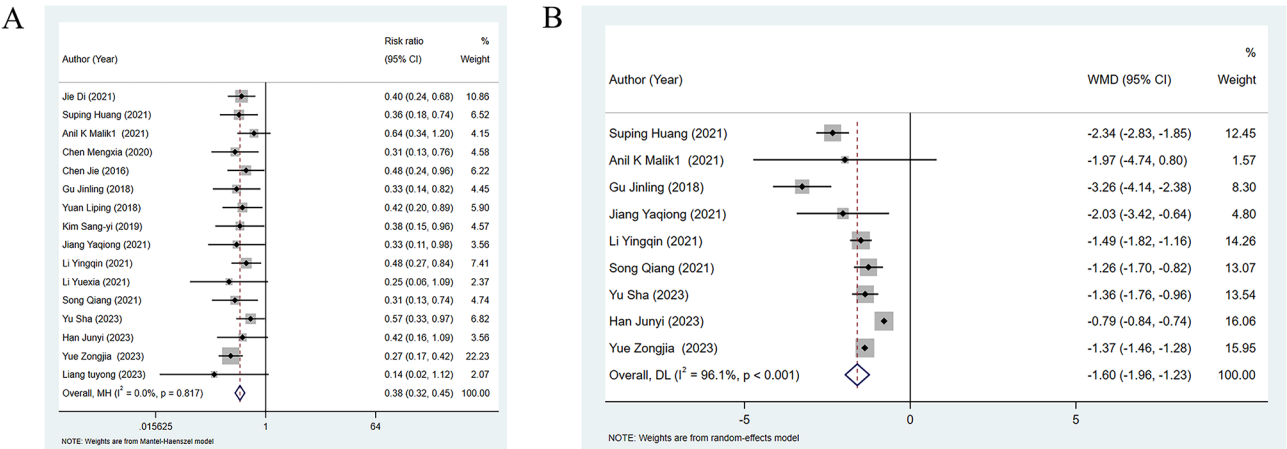 A
Risk ratio %
Author (Year) (95% CI) Weight
Jie Di (2021) 0.40 (0.24, 0.68) 10.86
Suping Huang (2021) 0.36 (0.18, 0.74) 6.52
Anil K Malik1 (2021) 0.64 (0.34, 1.20) 4.15
Chen Mengxia (2020) 0.31 (0.13, 0.76) 4.58
Chen Jie (2016) 0.48 (0.24, 0.96) 6.22
Gu Jinling (2018) 0.33 (0.14, 0.82) 4.45
Yuan Liping (2018) 0.42 (0.20, 0.89) 5.90
Kim Sang-yi (2019) 0.38 (0.15, 0.96) 4.57
Jiang Yaqiong (2021) 0.33 (0.11, 0.98) 3.56
Li Yingqin (2021) 0.48 (0.27, 0.84) 7.41
Li Yuexia (2021) 0.25 (0.06, 1.09) 2.37
Song Qiang (2021) 0.31 (0.13, 0.74) 4.74
Yu Sha (2023) 0.57 (0.33, 0.97) 6.82
Han Junyi (2023) 0.42 (0.16, 1.09) 3.56
Yue Zongjia (2023) 0.27 (0.17, 0.42) 22.23
Liang tuyong (2023) 0.14 (0.02, 1.12) 2.07
Overall, MH (I² = 0.0%, p = 0.817) 0.38 (0.32, 0.45) 100.00
.015625 1 64
NOTE: Weights are from Mantel-Haenszel model
B
%
Author (Year) WMD (95% CI) Weight
Suping Huang (2021) -2.34 (-2.83, -1.85) 12.45
Anil K Malik1 (2021) -1.97 (-4.74, 0.80) 1.57
Gu Jinling (2018) -3.26 (-4.14, -2.38) 8.30
Jiang Yaqiong (2021) -2.03 (-3.42, -0.64) 4.80
Li Yingqin (2021) -1.49 (-1.82, -1.16) 14.26
Song Qiang (2021) -1.26 (-1.70, -0.82) 13.07
Yu Sha (2023) -1.36 (-1.76, -0.96) 13.54
Han Junyi (2023) -0.79 (-0.84, -0.74) 16.06
Yue Zongjia (2023) -1.37 (-1.46, -1.28) 15.95
Overall, DL (I² = 96.1%, p < 0.001) -1.60 (-1.96, -1.23) 100.00
-5 0 5
NOTE: Weights are from random-effects model